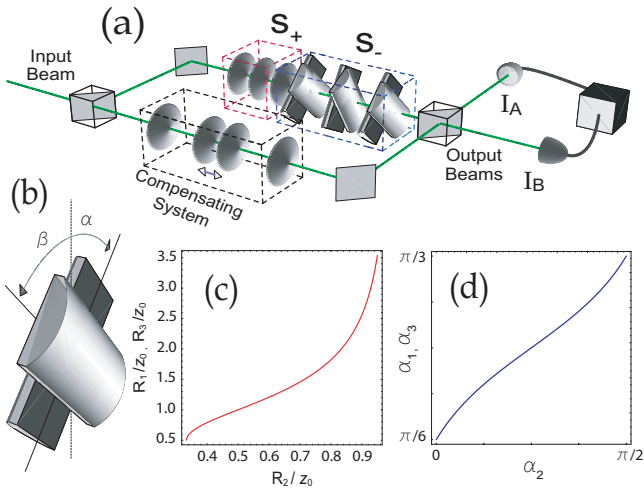 (a)
S₊
S₋
Input
Beam
I_A
Output
Beams
I_B
Compensating
System
(b)
α
β
(c)
3.5
3.0
2.5
2.0
1.5
1.0
0.5
R₁/z₀, R₃/z₀
0.4 0.5 0.6 0.7 0.8 0.9
R₂/z₀
(d)
π/3
α₁, α₃
π/6
0 π/2
α₂